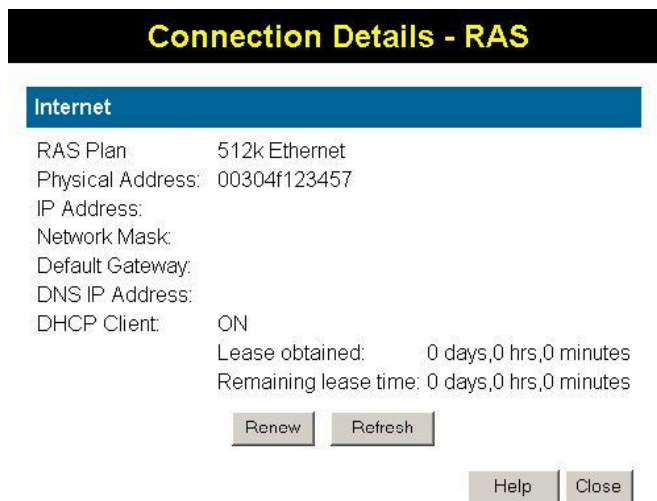 Connection Details - RAS
Internet
RAS Plan 512k Ethernet
Physical Address: 00304f123457
IP Address:
Network Mask:
Default Gateway:
DNS IP Address:
DHCP Client: ON
Lease obtained: 0 days,0 hrs,0 minutes
Remaining lease time: 0 days,0 hrs,0 minutes
Renew Refresh
Help Close